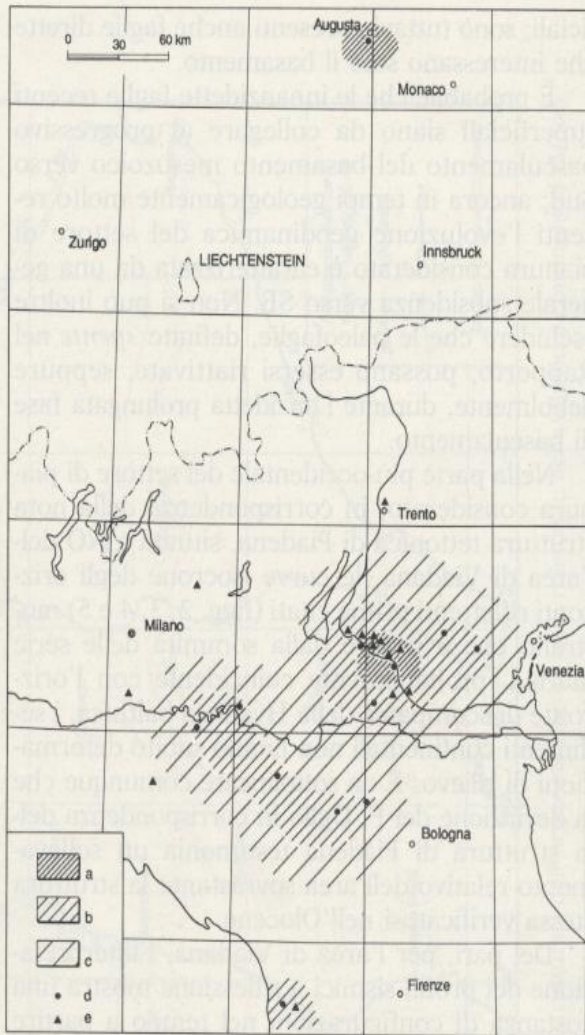 Augusta
0 30 60 km
Monaco
Zurigo
LIECHTENSTEIN
Innsbruck
Trento
Milano
Venezia
Bologna
a
b
c
d
e
Firenze